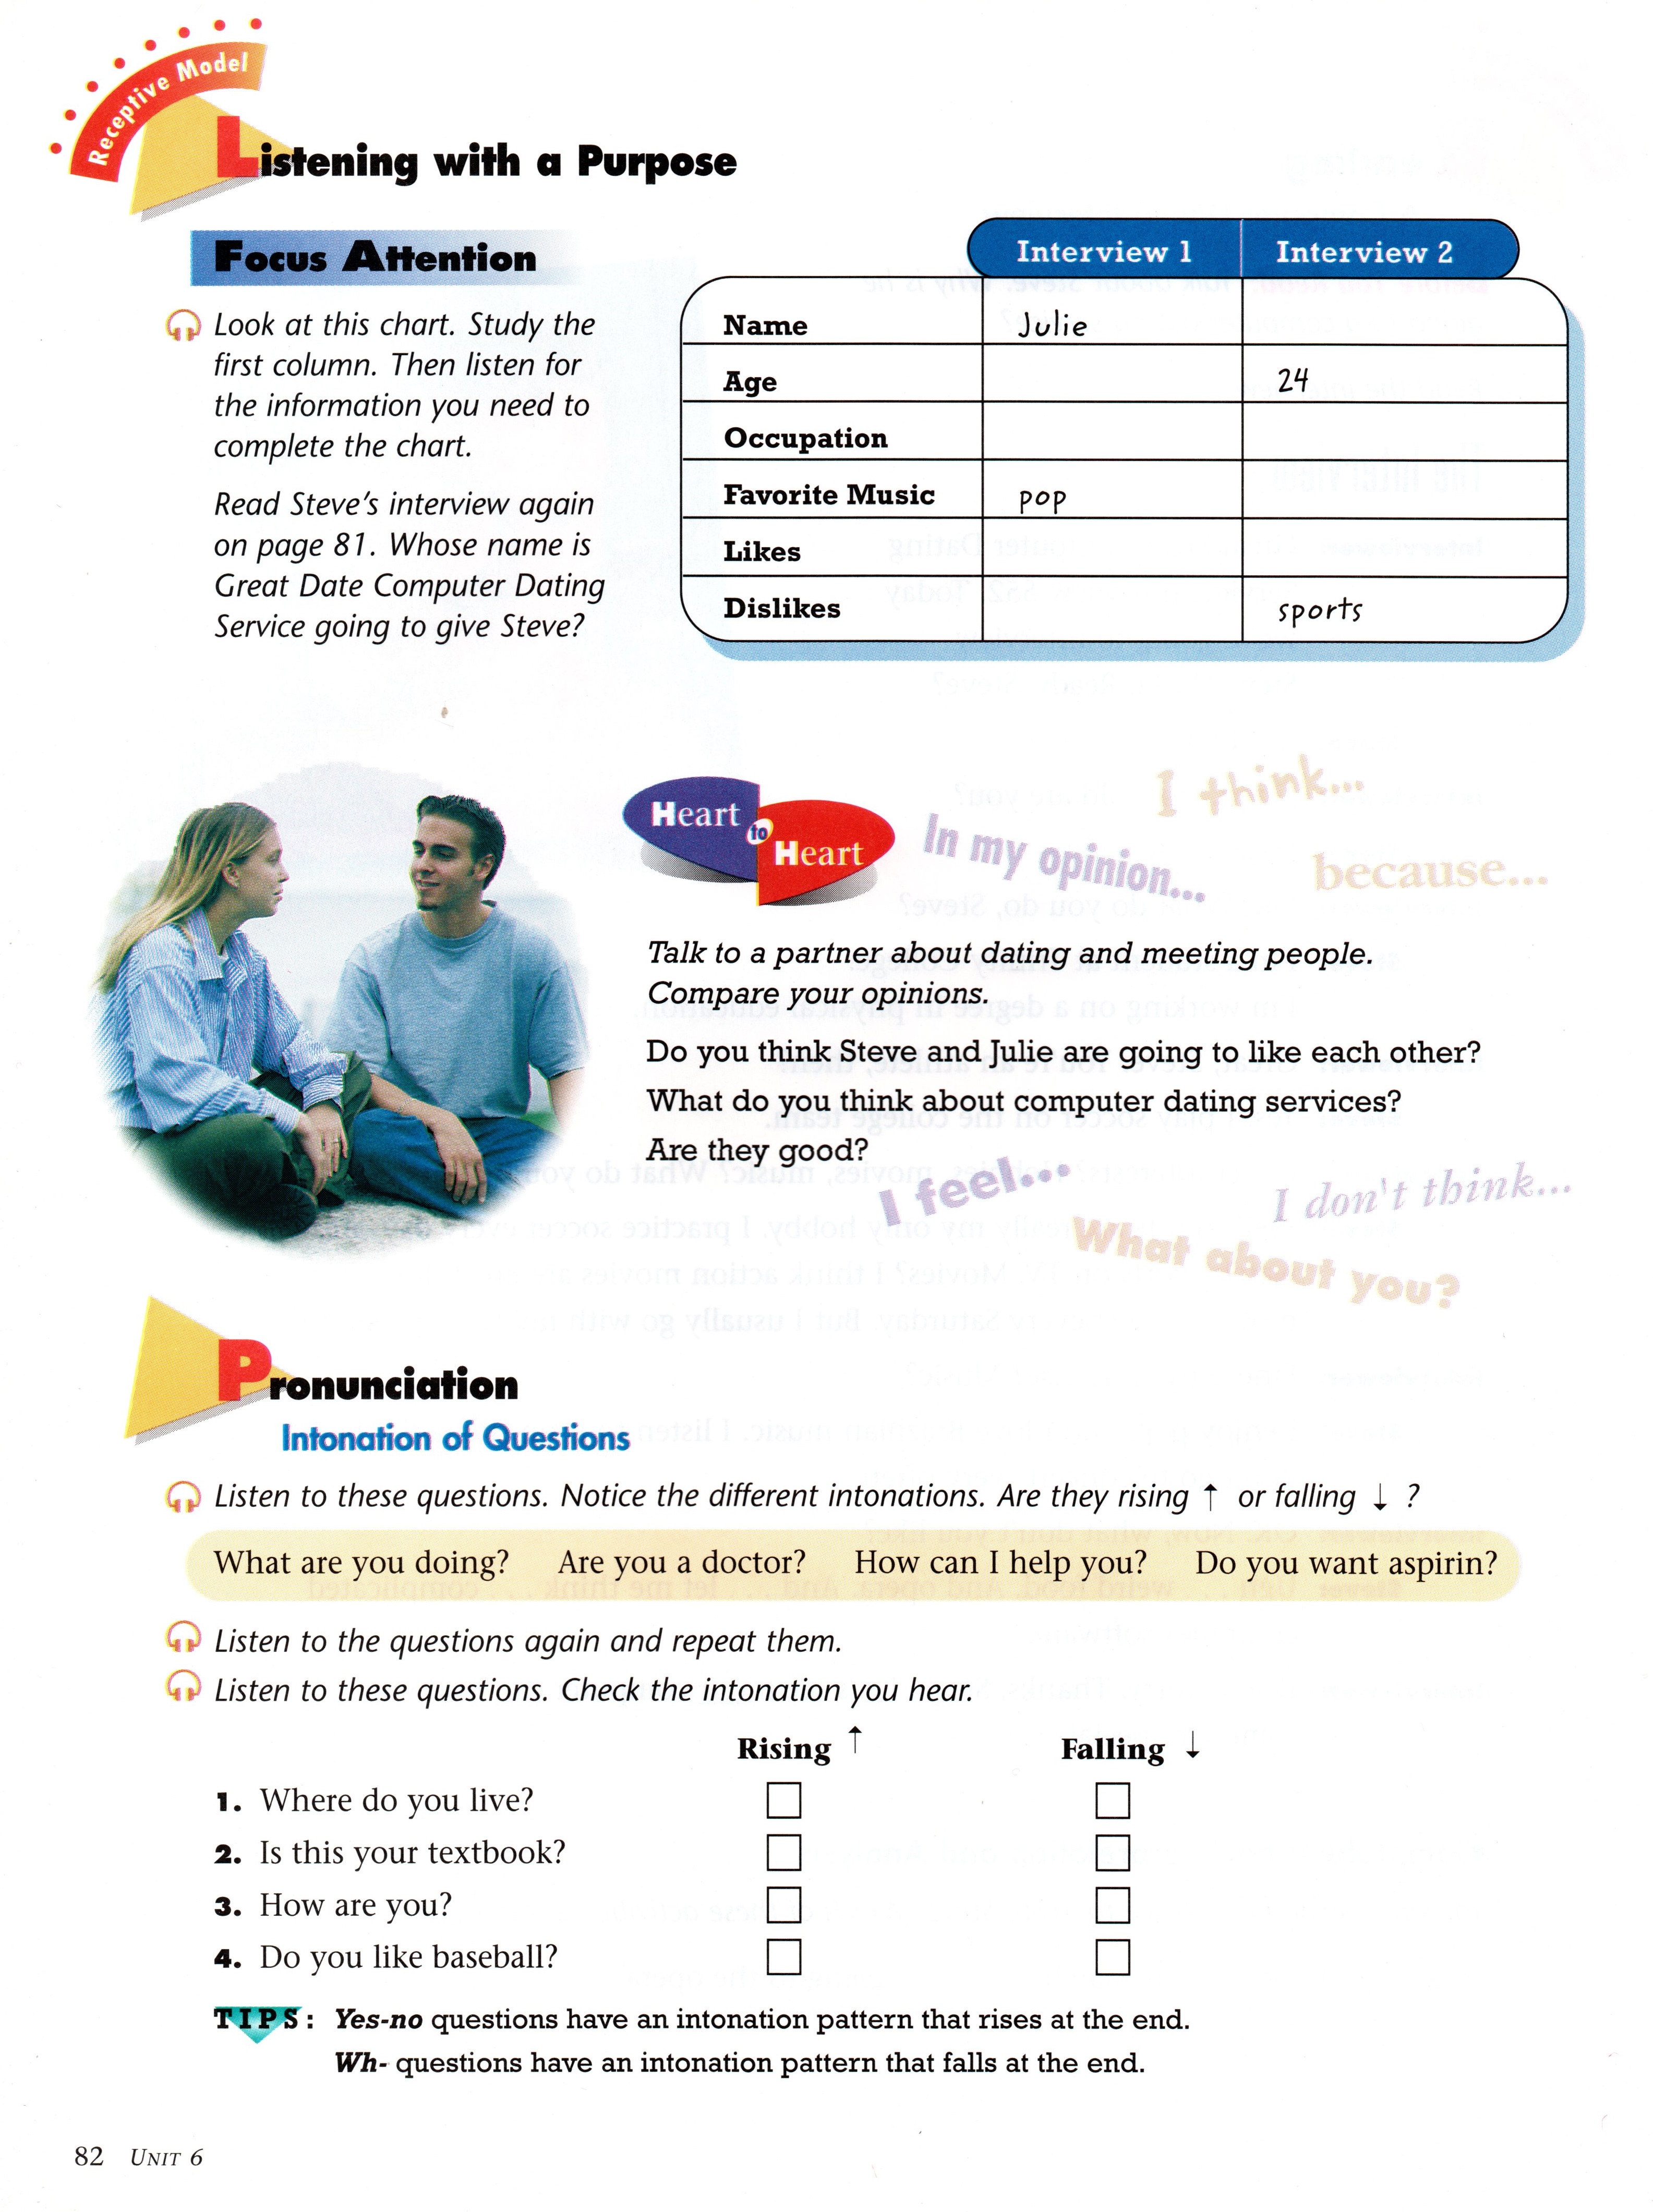 Receptive Model
Listening with a Purpose
Focus Attention
Look at this chart. Study the
first column. Then listen for
the information you need to
complete the chart.
Read Steve's interview again
on page 81. Whose name is
Great Date Computer Dating
Service going to give Steve?
Interview 1 Interview 2
Name Julie
Age 24
Occupation
Favorite Music pop
Likes
Dislikes sports
Heart to Heart
I think...
In my opinion...
because...
Talk to a partner about dating and meeting people.
Compare your opinions.
Do you think Steve and Julie are going to like each other?
What do you think about computer dating services?
Are they good?
I feel...
I don't think...
What about you?
Pronunciation
Intonation of Questions
Listen to these questions. Notice the different intonations. Are they rising ↑ or falling ↓ ?
What are you doing? Are you a doctor? How can I help you? Do you want aspirin?
Listen to the questions again and repeat them.
Listen to these questions. Check the intonation you hear.
Rising ↑ Falling ↓
1. Where do you live?
2. Is this your textbook?
3. How are you?
4. Do you like baseball?
TIPS: Yes-no questions have an intonation pattern that rises at the end.
Wh- questions have an intonation pattern that falls at the end.
82 UNIT 6